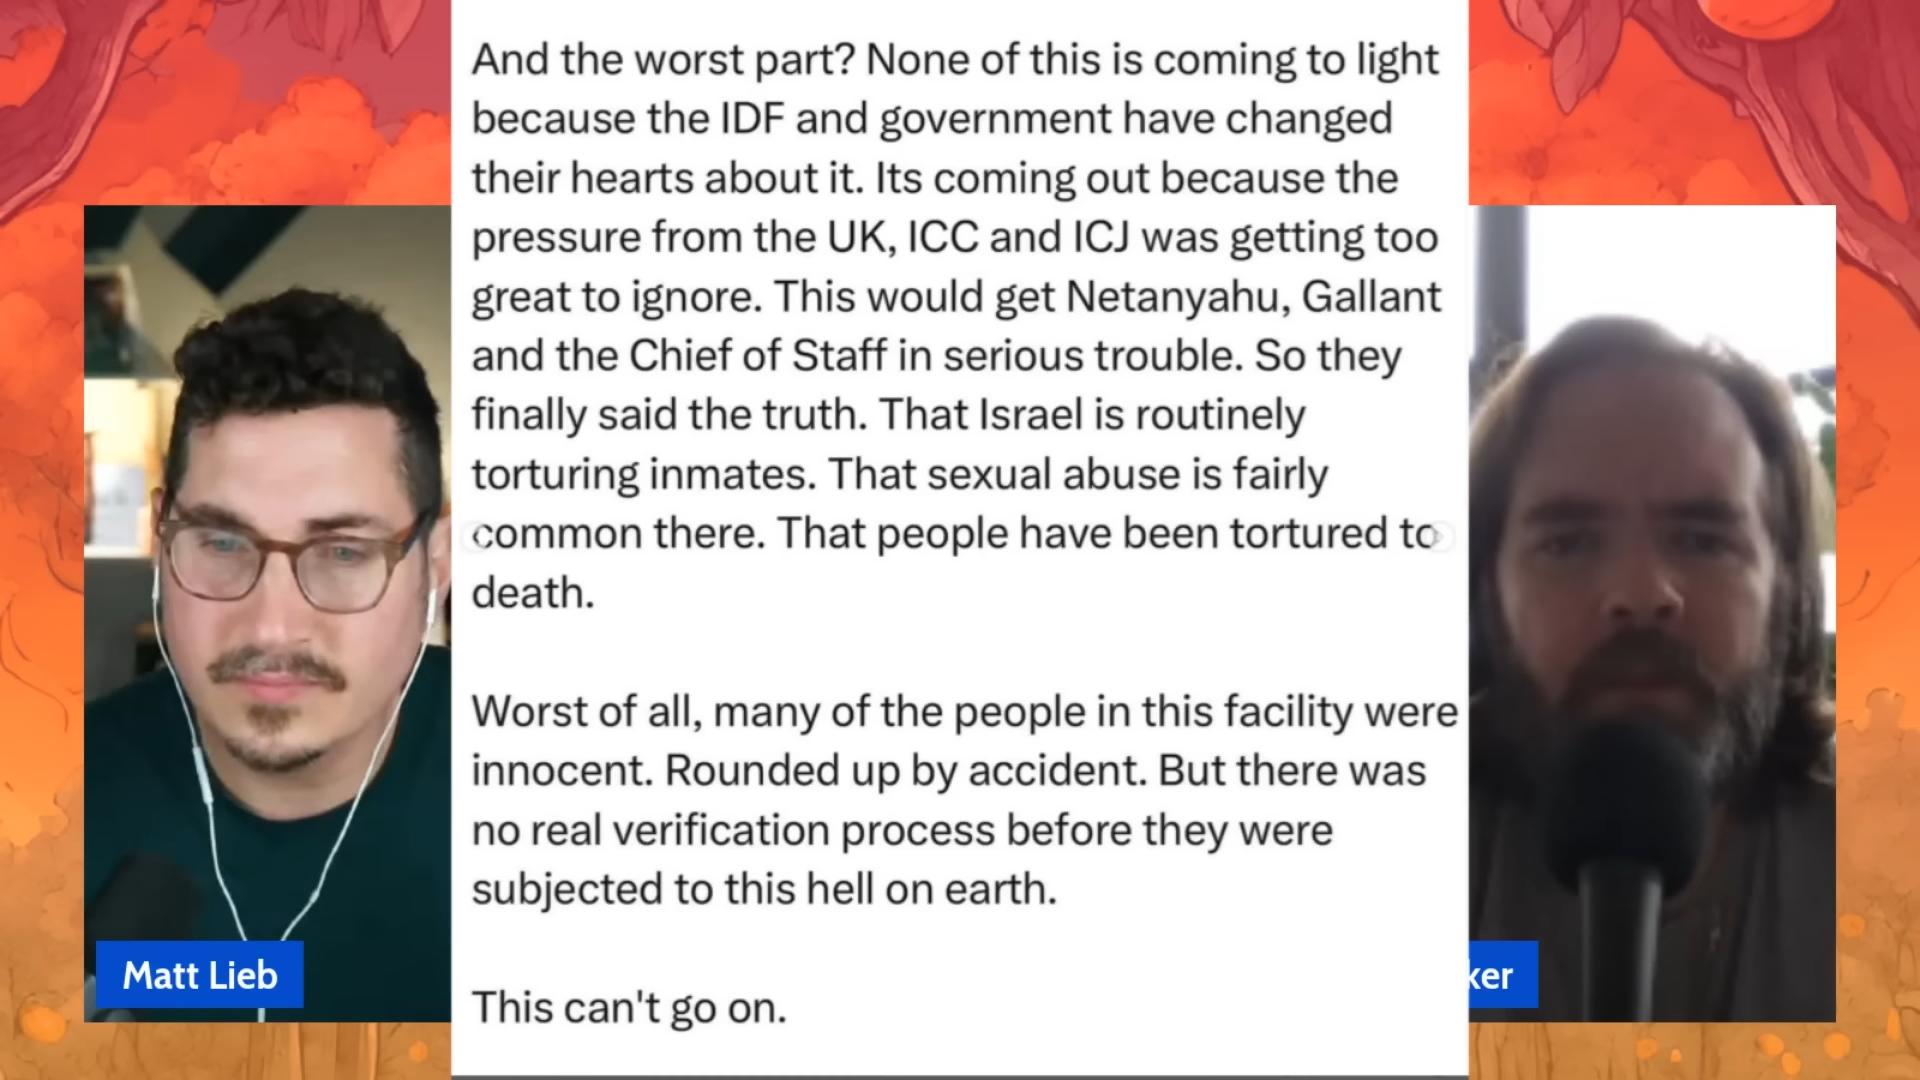 And the worst part? None of this is coming to light
because the IDF and government have changed
their hearts about it. Its coming out because the
pressure from the UK, ICC and ICJ was getting too
great to ignore. This would get Netanyahu, Gallant
and the Chief of Staff in serious trouble. So they
finally said the truth. That Israel is routinely
torturing inmates. That sexual abuse is fairly
common there. That people have been tortured to
death.
Worst of all, many of the people in this facility were
innocent. Rounded up by accident. But there was
no real verification process before they were
subjected to this hell on earth.
This can't go on.
Matt Lieb
ker